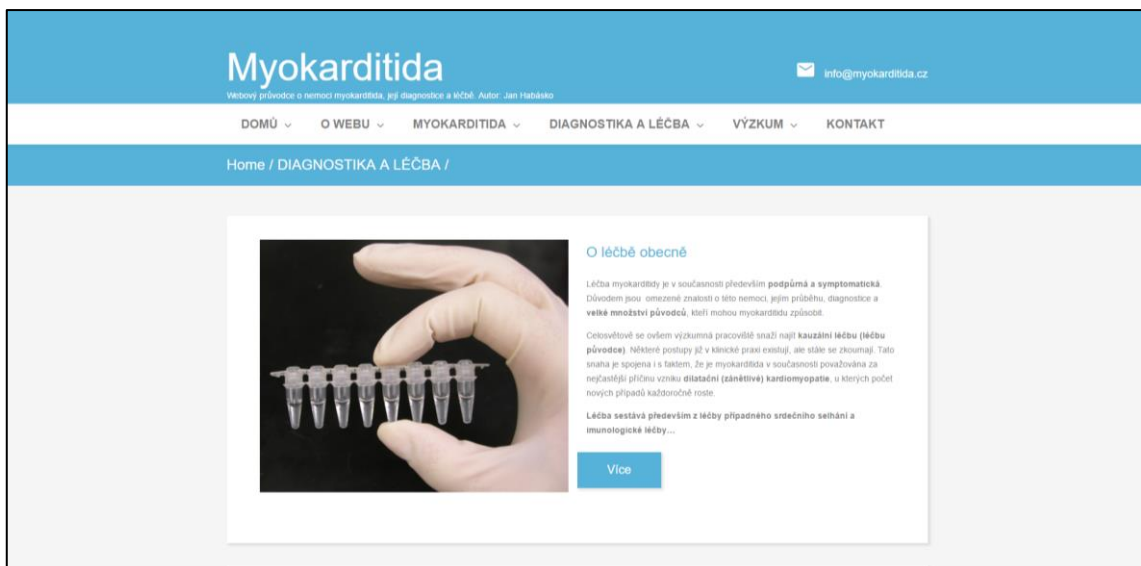 Myokarditida
info@myokarditida.cz
Webový průvodce o nemoci myokarditida, její diagnostice a léčbě. Autor: Jan Habásko
DOMŮ O WEBU MYOKARDITIDA DIAGNOSTIKA A LÉČBA VÝZKUM KONTAKT
Home / DIAGNOSTIKA A LÉČBA /
O léčbě obecně
Léčba myokarditidy je v současnosti především podpůrná a symptomatická.
Důvodem jsou omezené znalosti o této nemoci, jejím průběhu, diagnostice a
velké množství původců, kteří mohou myokarditidu způsobit.
Celosvětově se ovšem výzkumná pracoviště snaží najít kauzální léčbu (léčbu
původce). Některé postupy již v klinické praxi existují, ale stále se zkoumají. Tato
snaha je spojena i s faktem, že je myokarditida v současnosti považována za
nejčastější příčinu vzniku dilatační (zánětlivé) kardiomyopatie, u kterých počet
nových případů každoročně roste.
Léčba sestává především z léčby případného srdečního selhání a
imunologické léčby…
Více